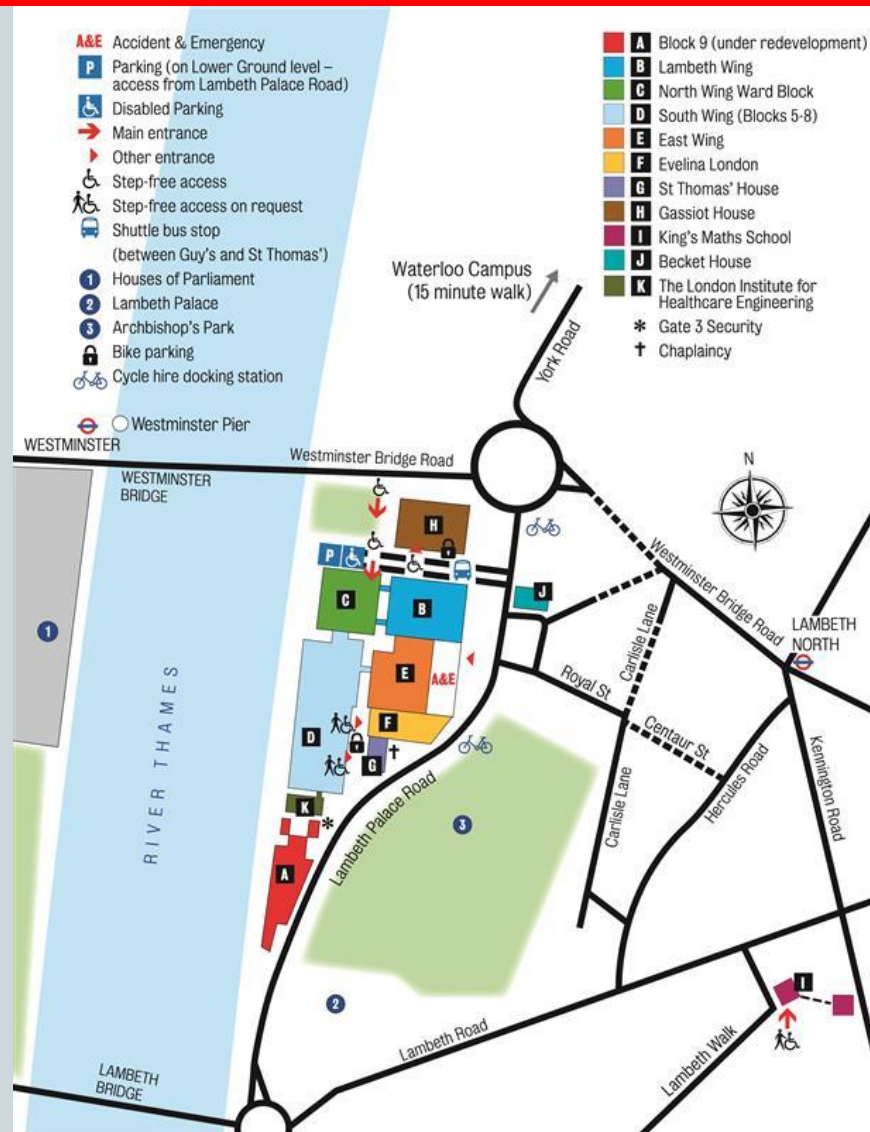 A&E Accident & Emergency
P Parking (on Lower Ground level –
access from Lambeth Palace Road)
Disabled Parking
Main entrance
Other entrance
Step-free access
Step-free access on request
Shuttle bus stop
(between Guy's and St Thomas')
1 Houses of Parliament
2 Lambeth Palace
3 Archbishop's Park
Bike parking
Cycle hire docking station
Westminster Pier
A Block 9 (under redevelopment)
B Lambeth Wing
C North Wing Ward Block
D South Wing (Blocks 5-8)
E East Wing
F Evelina London
G St Thomas' House
H Gassiot House
I King's Maths School
J Becket House
K The London Institute for
Healthcare Engineering
* Gate 3 Security
✝ Chaplaincy
Waterloo Campus
(15 minute walk)
York Road
WESTMINSTER
WESTMINSTER
BRIDGE
Westminster Bridge Road
N
H
P
C
B
J
Westminster Bridge Road
LAMBETH
NORTH
1
E
A&E
Carlisle Lane
Royal St
Centaur St
D
F
G
✝
RIVER THAMES
K
*
A
Lambeth Palace Road
3
Carlisle Lane
Hercules Road
Kennington Road
2
I
Lambeth Road
Lambeth Walk
LAMBETH
BRIDGE